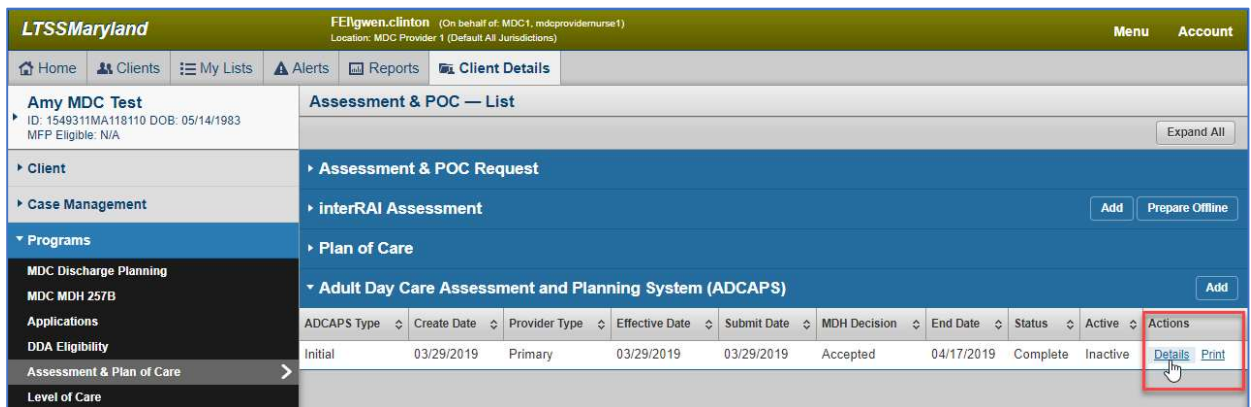 LTSSMaryland
FEI\gwen.clinton (On behalf of: MDC1, mdcprovidernurse1)
Location: MDC Provider 1 (Default All Jurisdictions)
Menu Account
Home Clients My Lists Alerts Reports Client Details
Amy MDC Test
ID: 1549311MA118110 DOB: 05/14/1983
MFP Eligible: N/A
Client
Case Management
Programs
MDC Discharge Planning
MDC MDH 257B
Applications
DDA Eligibility
Assessment & Plan of Care
Level of Care
Assessment & POC — List
Expand All
Assessment & POC Request
interRAI Assessment Add Prepare Offline
Plan of Care
Adult Day Care Assessment and Planning System (ADCAPS) Add
ADCAPS Type Create Date Provider Type Effective Date Submit Date MDH Decision End Date Status Active Actions
Initial 03/29/2019 Primary 03/29/2019 03/29/2019 Accepted 04/17/2019 Complete Inactive Details Print